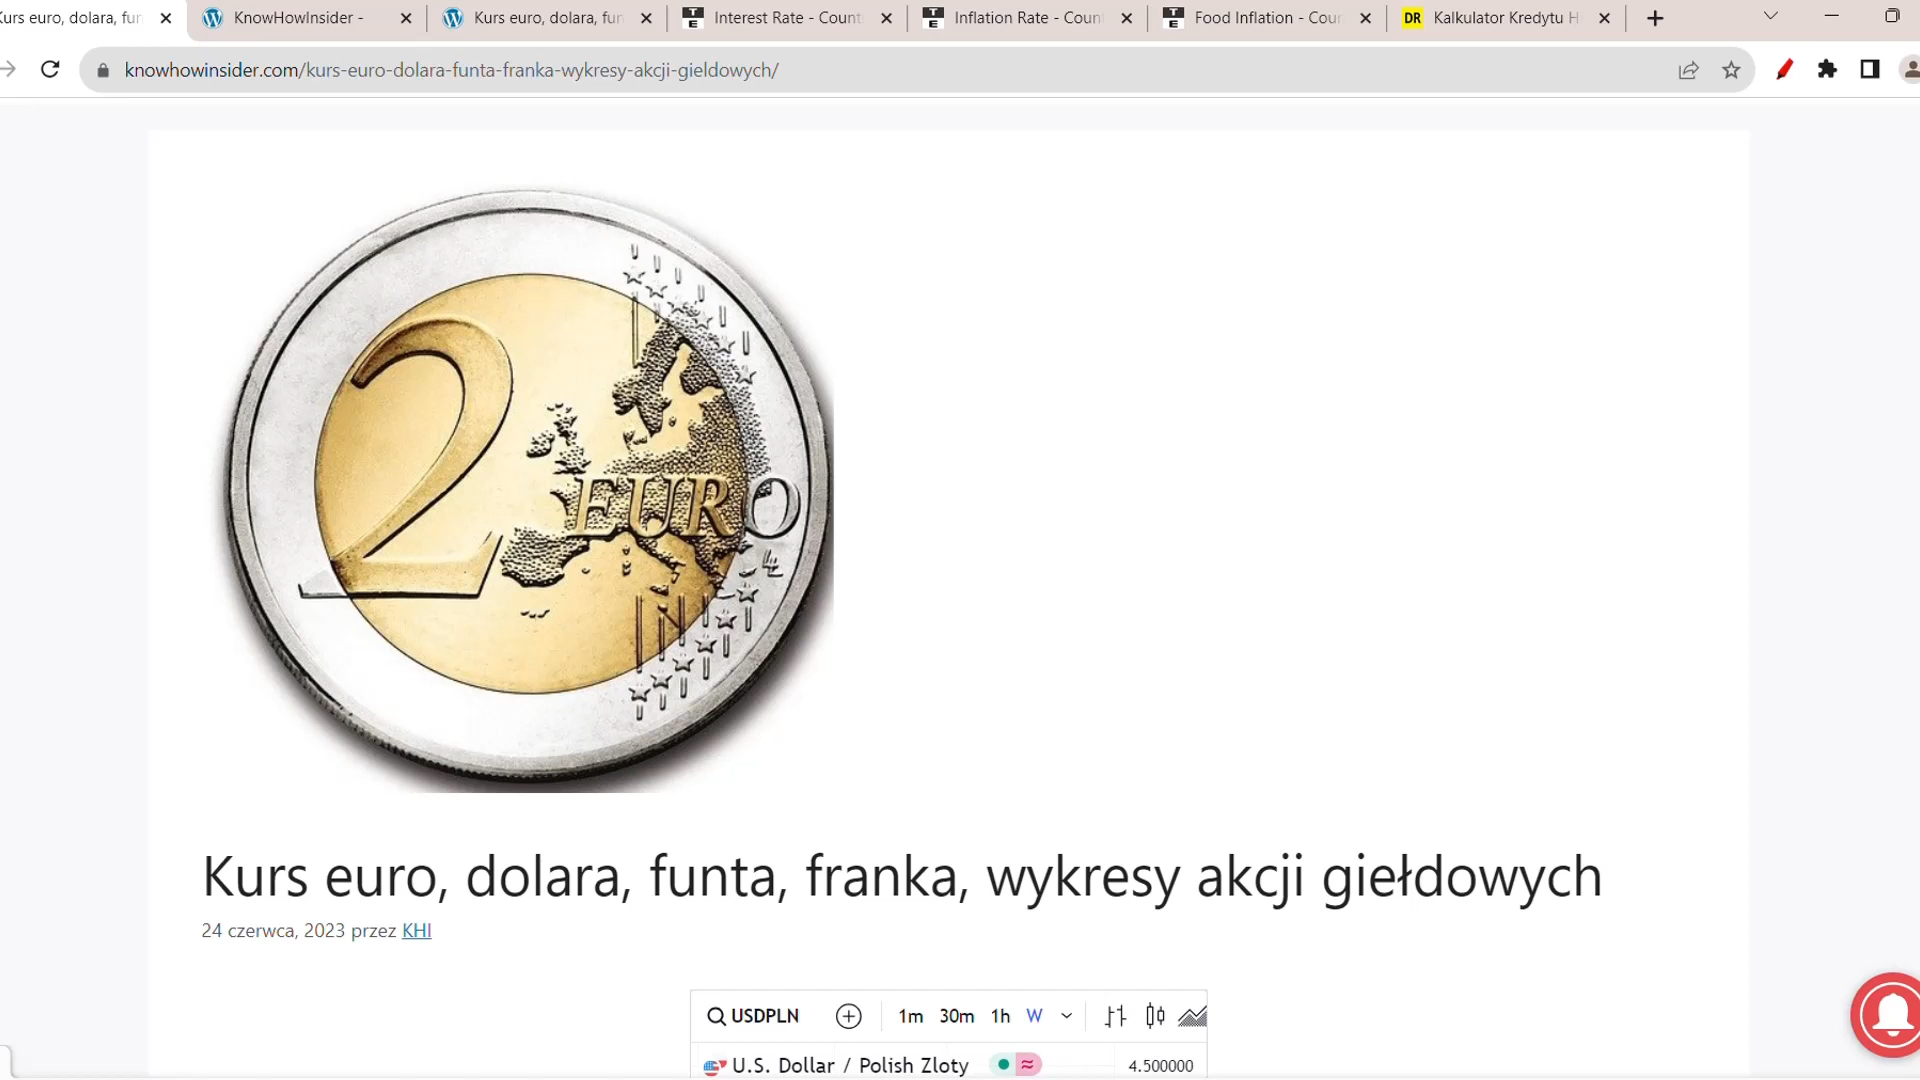 Kurs euro, dolara, fun
KnowHowInsider -
Kurs euro, dolara, fun
Interest Rate - Count
Inflation Rate - Coun
Food Inflation - Cour
DR Kalkulator Kredytu H
knowhowinsider.com/kurs-euro-dolara-funta-franka-wykresy-akcji-gieldowych/
2 EURO
Kurs euro, dolara, funta, franka, wykresy akcji giełdowych
24 czerwca, 2023 przez KHI
USDPLN 1m 30m 1h W
U.S. Dollar / Polish Zloty 4.500000